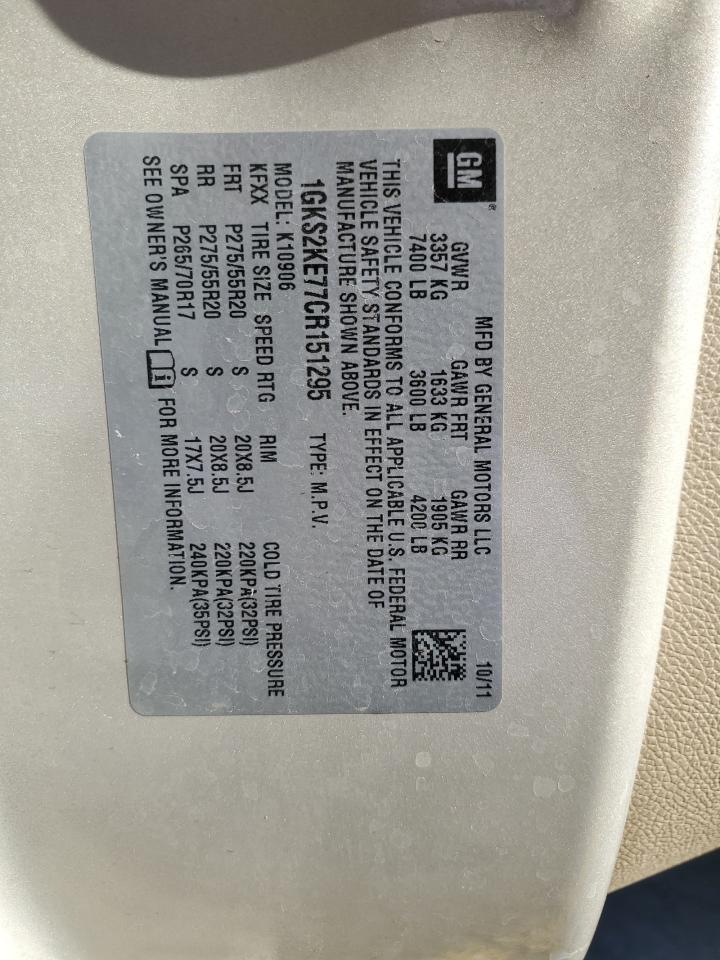 GM ®
MFD BY GENERAL MOTORS LLC 10/11
GVWR GAWR FRT GAWR RR
3357 KG 1633 KG 1905 KG
7400 LB 3600 LB 4200 LB
THIS VEHICLE CONFORMS TO ALL APPLICABLE U.S. FEDERAL MOTOR
VEHICLE SAFETY STANDARDS IN EFFECT ON THE DATE OF
MANUFACTURE SHOWN ABOVE.
1GKS2KE77CR151295 TYPE: M.P.V.
MODEL: K10906
KFXX TIRE SIZE SPEED RTG RIM COLD TIRE PRESSURE
FRT P275/55R20 S 20X8.5J 220KPA(32PSI)
RR P275/55R20 S 20X8.5J 220KPA(32PSI)
SPA P265/70R17 S 17X7.5J 240KPA(35PSI)
SEE OWNER'S MANUAL i FOR MORE INFORMATION.